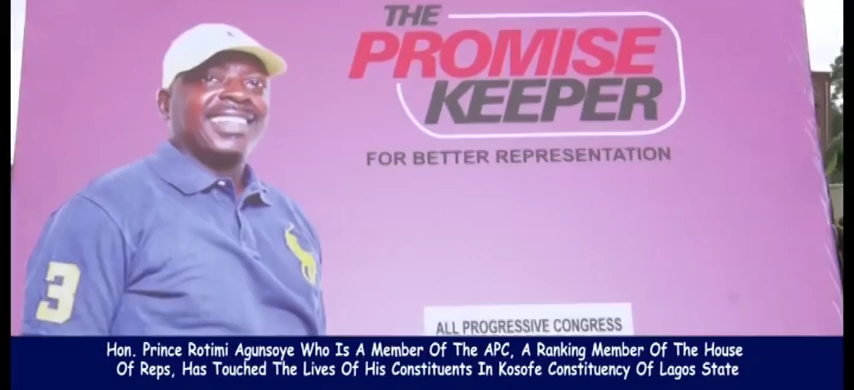 THE
PROMISE
KEEPER
FOR BETTER REPRESENTATION
3
ALL PROGRESSIVE CONGRESS
Hon. Prince Rotimi Agunsoye Who Is A Member Of The APC, A Ranking Member Of The House
Of Reps, Has Touched The Lives Of His Constituents In Kosofe Constituency Of Lagos State